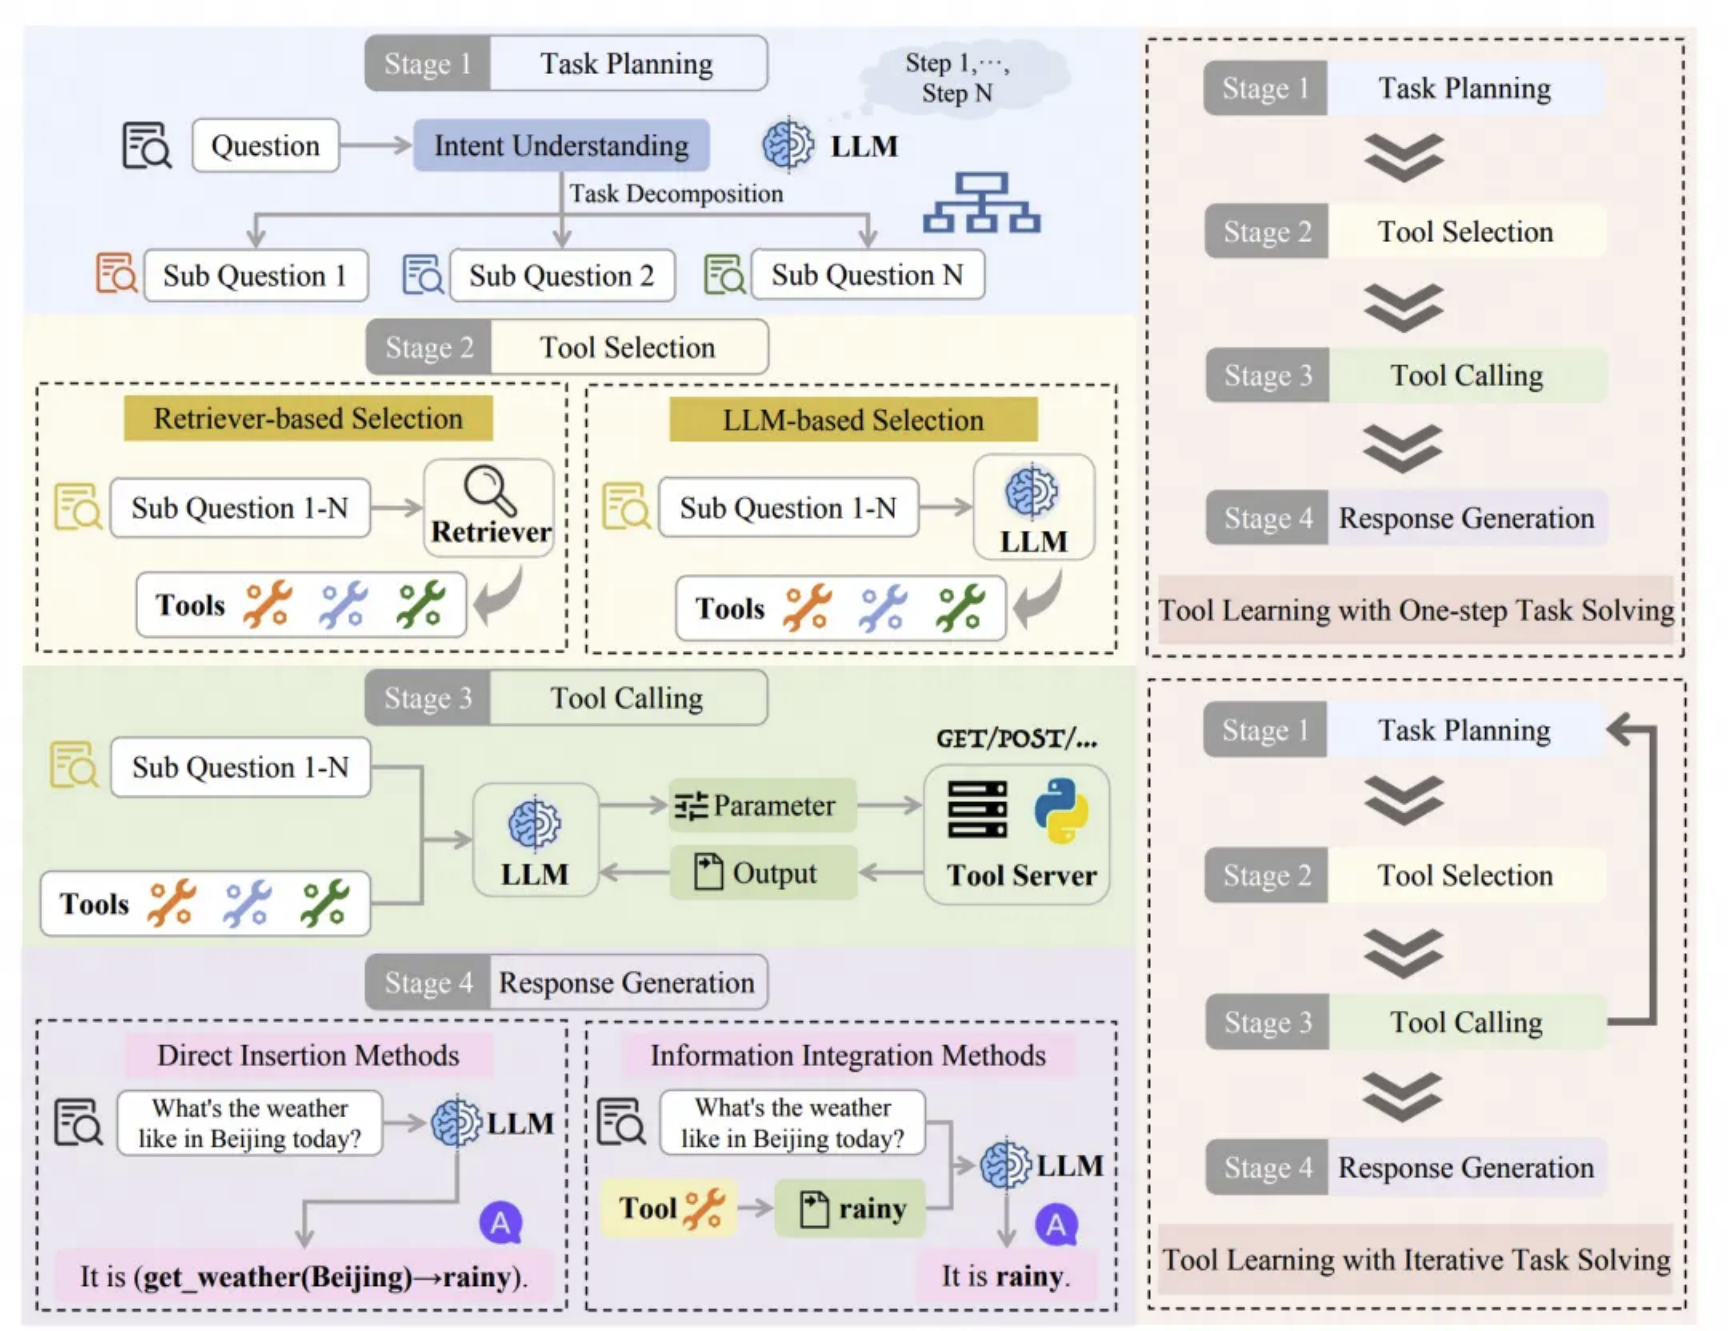 Stage 1 Task Planning
Step 1,···,
Step N
Question
Intent Understanding
LLM
Task Decomposition
Sub Question 1
Sub Question 2
Sub Question N
Stage 2 Tool Selection
Retriever-based Selection
Sub Question 1-N
Retriever
Tools
LLM-based Selection
Sub Question 1-N
LLM
Tools
Stage 3 Tool Calling
Sub Question 1-N
Tools
LLM
Parameter
Output
GET/POST/...
Tool Server
Stage 4 Response Generation
Direct Insertion Methods
What's the weather
like in Beijing today?
LLM
A
It is (get_weather(Beijing)→rainy).
Information Integration Methods
What's the weather
like in Beijing today?
Tool
rainy
LLM
A
It is rainy.
Stage 1 Task Planning
Stage 2 Tool Selection
Stage 3 Tool Calling
Stage 4 Response Generation
Tool Learning with One-step Task Solving
Stage 1 Task Planning
Stage 2 Tool Selection
Stage 3 Tool Calling
Stage 4 Response Generation
Tool Learning with Iterative Task Solving